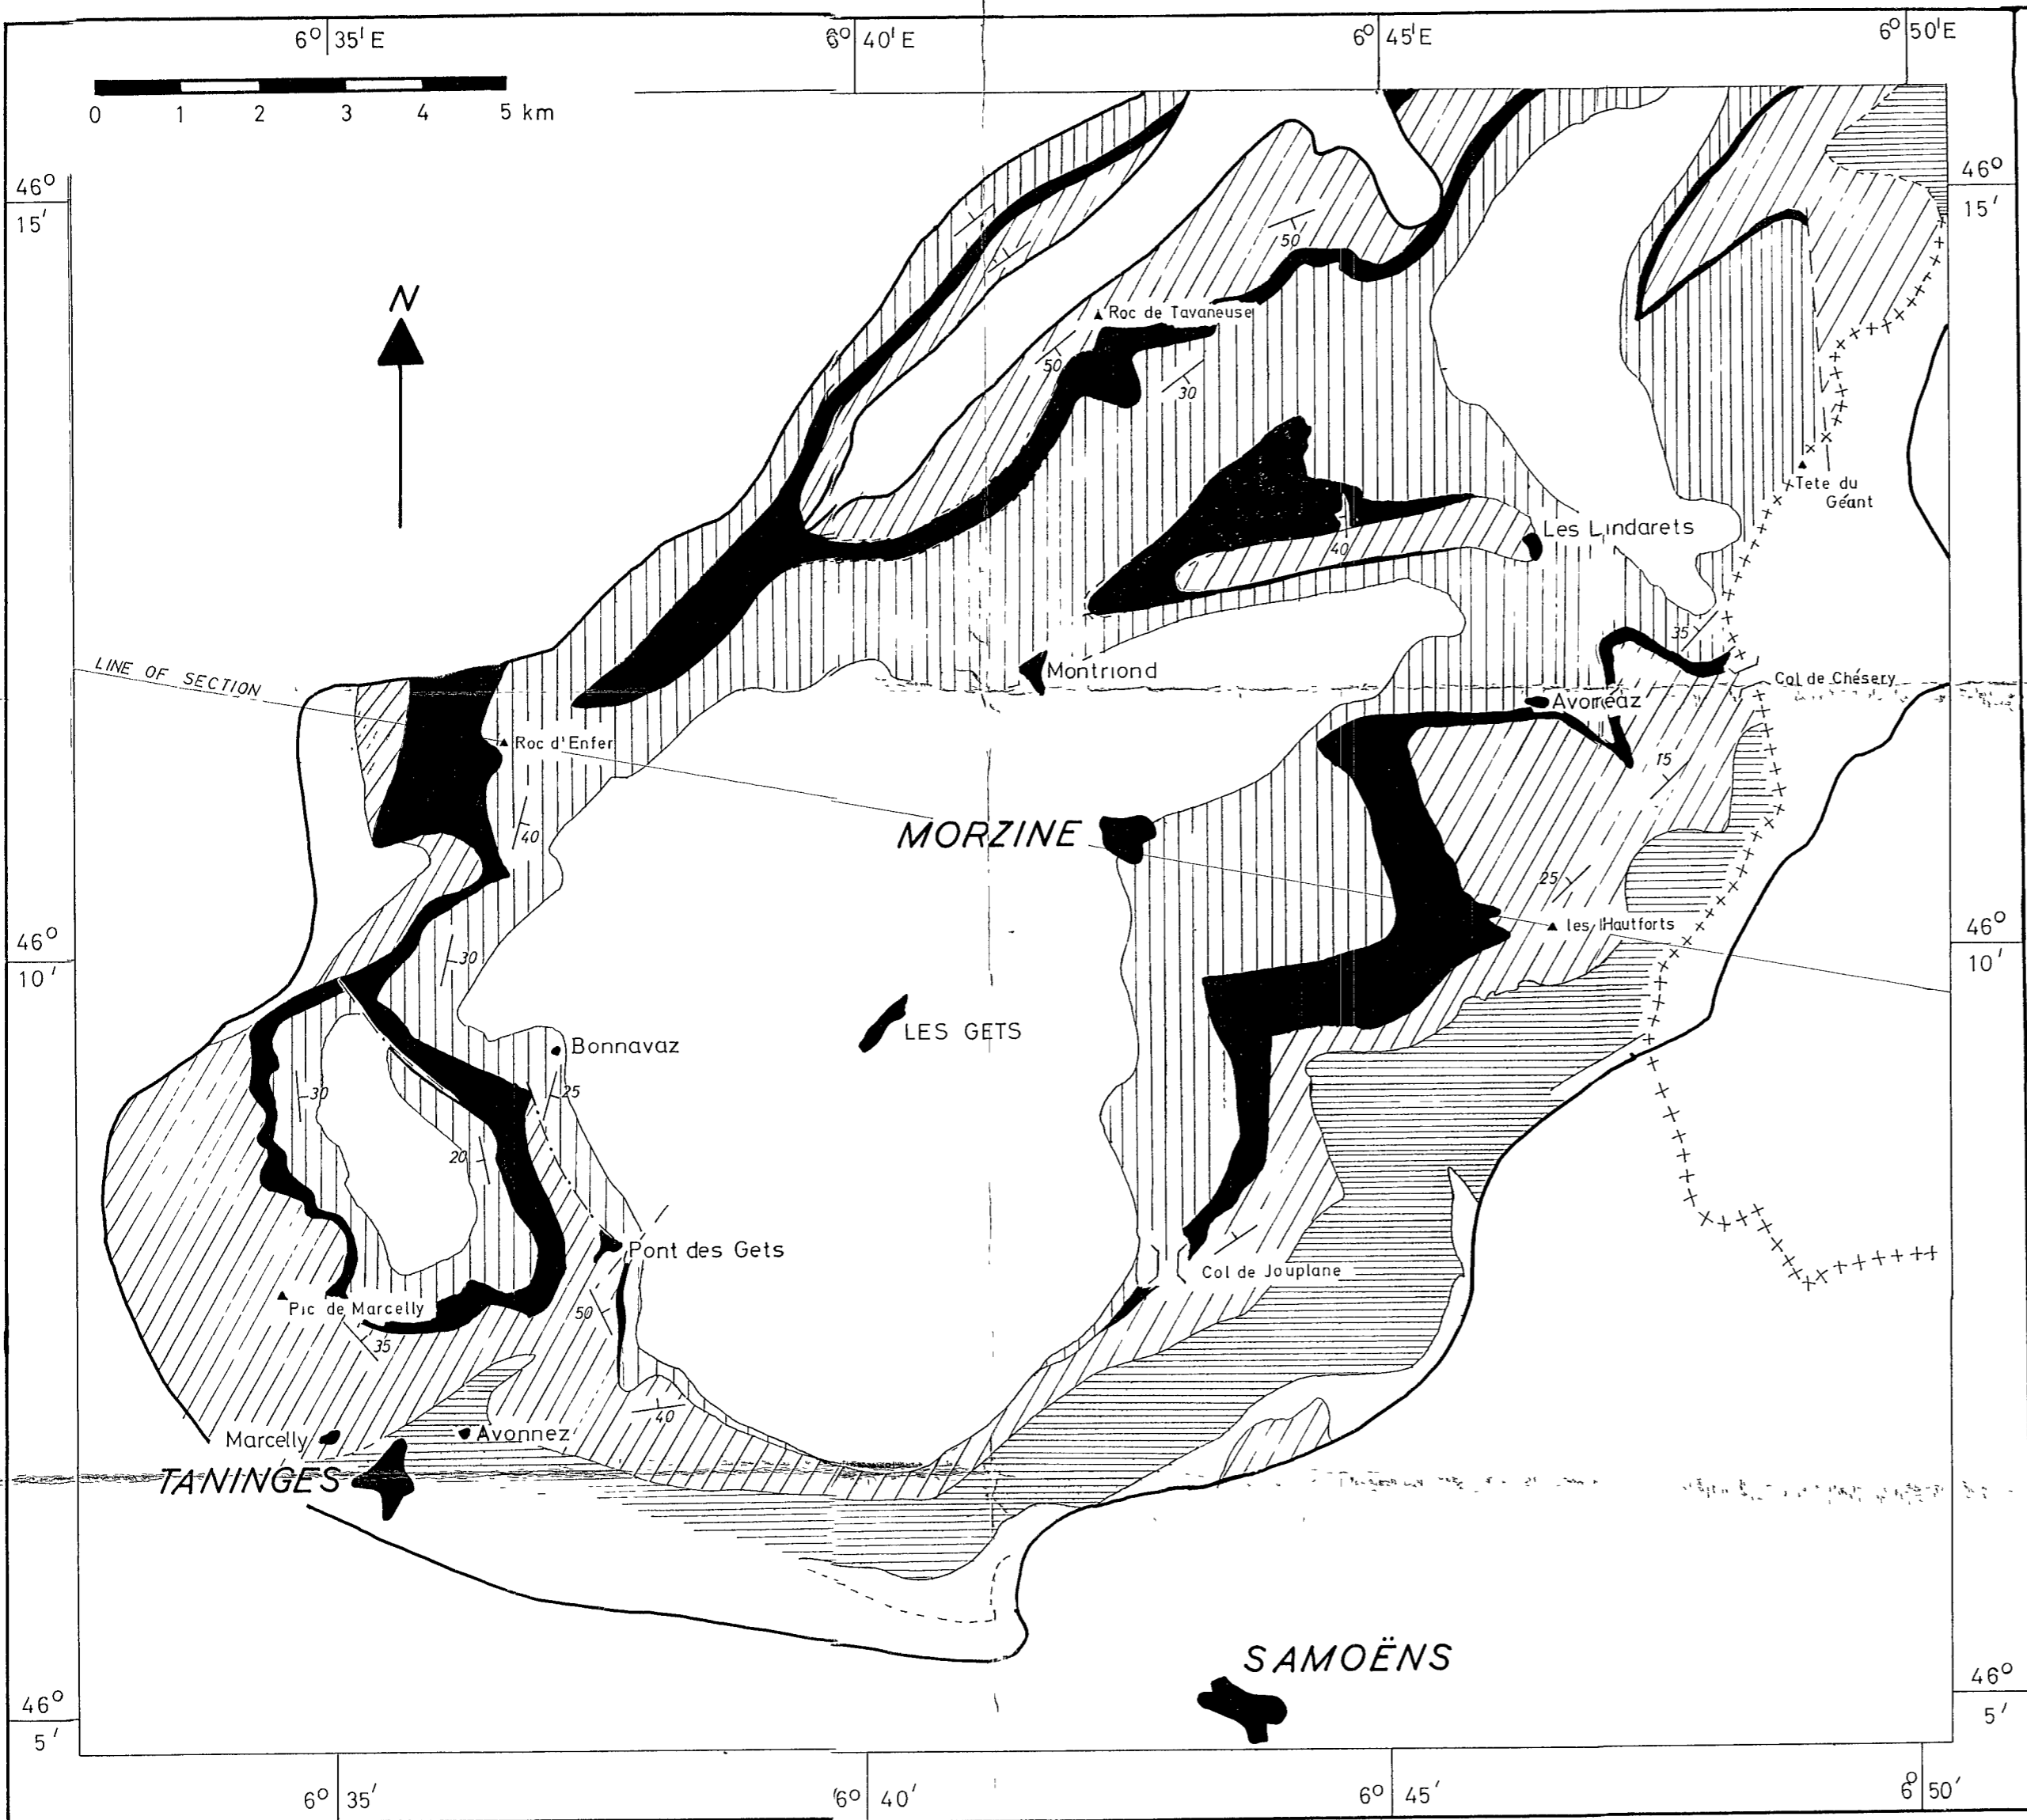 6° 35' E 6° 40' E 6° 45' E 6° 50' E
0 1 2 3 4 5 km
46° 46°
15' 15'
N
50
Roc de Tavaneuse
50
30
Tete du
Géant
Les Lindarets
40
35
LINE OF SECTION
Montriond
Col de Chésery
Avoreaz
Roc d'Enfer
15
40
MORZINE
25
les Hautforts
46° 46°
10' 10'
30
LES GETS
Bonnavaz
30
25
20
Pont des Gets
Col de Jouplane
Pic de Marcelly
50
35
40
Marcelly
Avonnez
TANINGES
SAMOËNS
46° 46°
5' 5'
6° 35' 6° 40' 6° 45' 6° 50'